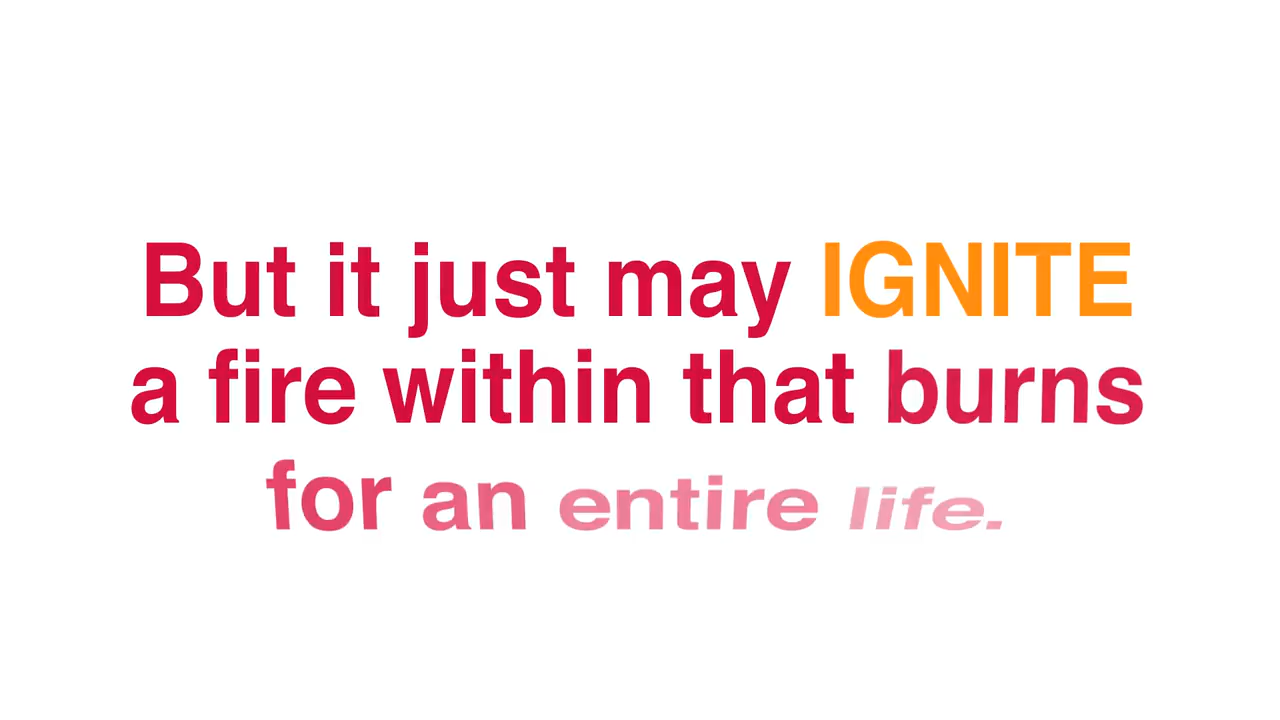 But it just may IGNITE
a fire within that burns
for an entire life.